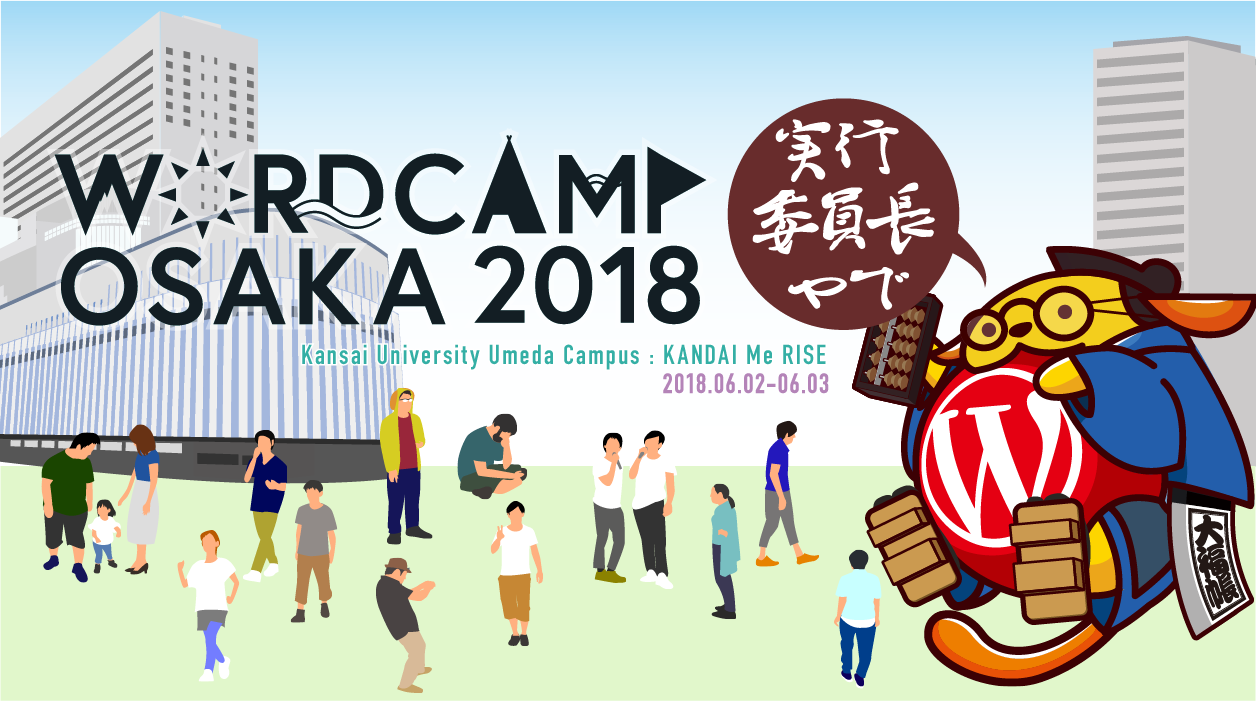 WORDCAMP
OSAKA 2018
Kansai University Umeda Campus : KANDAI Me RISE
2018.06.02-06.03
実行
委員長
やで
W
大福帳